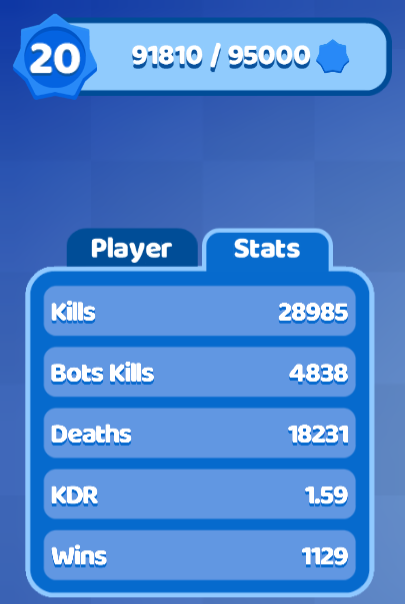 20 91810 / 95000
Player Stats
Kills 28985
Bots Kills 4838
Deaths 18231
KDR 1.59
Wins 1129